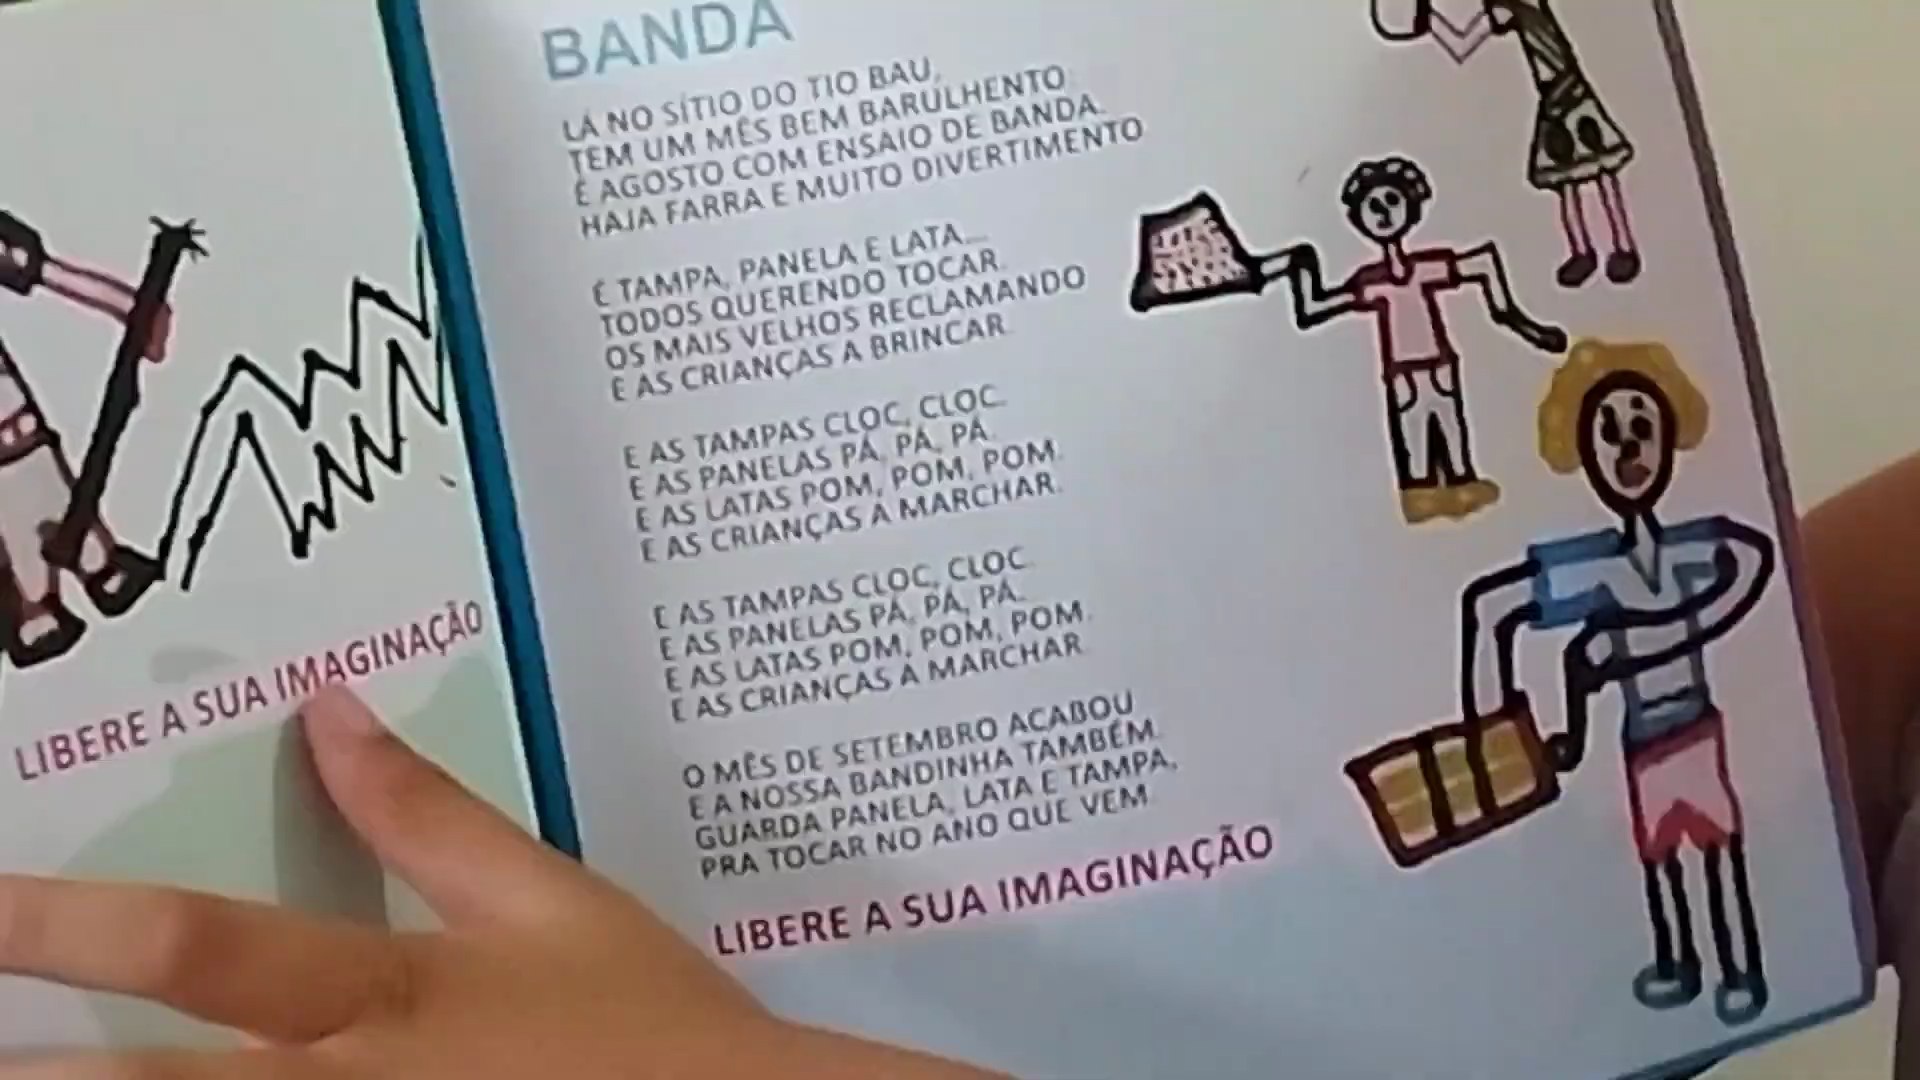 LIBERE A SUA IMAGINAÇÃO
BANDA
LÁ NO SÍTIO DO TIO BAU,
TEM UM MÊS BEM BARULHENTO
É AGOSTO COM ENSAIO DE BANDA.
HAJA FARRA E MUITO DIVERTIMENTO
É TAMPA, PANELA E LATA...
TODOS QUERENDO TOCAR.
OS MAIS VELHOS RECLAMANDO
E AS CRIANÇAS A BRINCAR.
E AS TAMPAS CLOC, CLOC.
E AS PANELAS PÁ, PÁ, PÁ.
E AS LATAS POM, POM, POM.
E AS CRIANÇAS A MARCHAR.
E AS TAMPAS CLOC, CLOC.
E AS PANELAS PÁ, PÁ, PÁ.
E AS LATAS POM, POM, POM.
E AS CRIANÇAS A MARCHAR.
O MÊS DE SETEMBRO ACABOU
E A NOSSA BANDINHA TAMBÉM.
GUARDA PANELA, LATA E TAMPA,
PRA TOCAR NO ANO QUE VEM.
LIBERE A SUA IMAGINAÇÃO